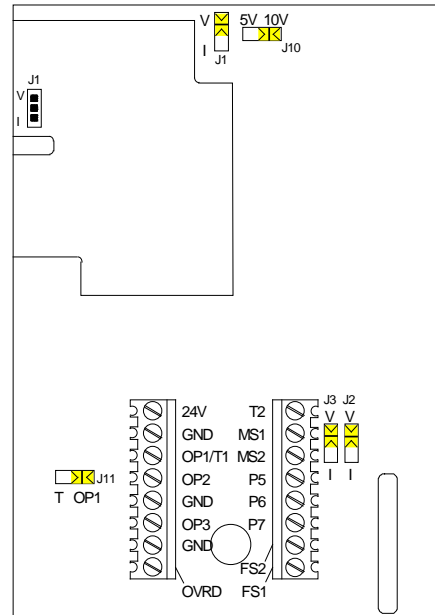 V 5V 10V
I J1 J10
J1
V
I
J3 J2
V V
24V T2
GND MS1
OP1/T1 MS2
I I
J11 OP2 P5
T OP1 GND P6
OP3 P7
GND
FS2
OVRD FS1